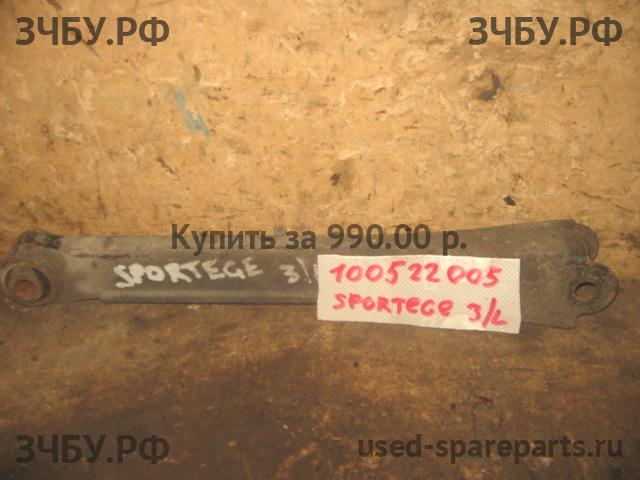 ЗЧБУ.РФ ЗЧБУ.РФ
Купить за 990.00 р.
SPORTEGE 3/
100522005
SPORTEGE 3/L
ЗЧБУ.РФ used-spareparts.ru